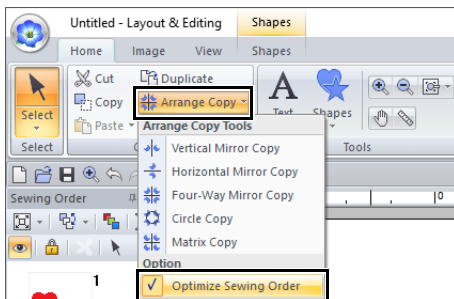 Untitled - Layout & Editing
Shapes
Home
Image
View
Shapes
Select
Cut
Copy
Paste
Duplicate
Arrange Copy
Text
Shapes
Select
Tools
Arrange Copy Tools
Vertical Mirror Copy
Horizontal Mirror Copy
Four-Way Mirror Copy
Circle Copy
Matrix Copy
Option
Optimize Sewing Order
Sewing Order
0
1